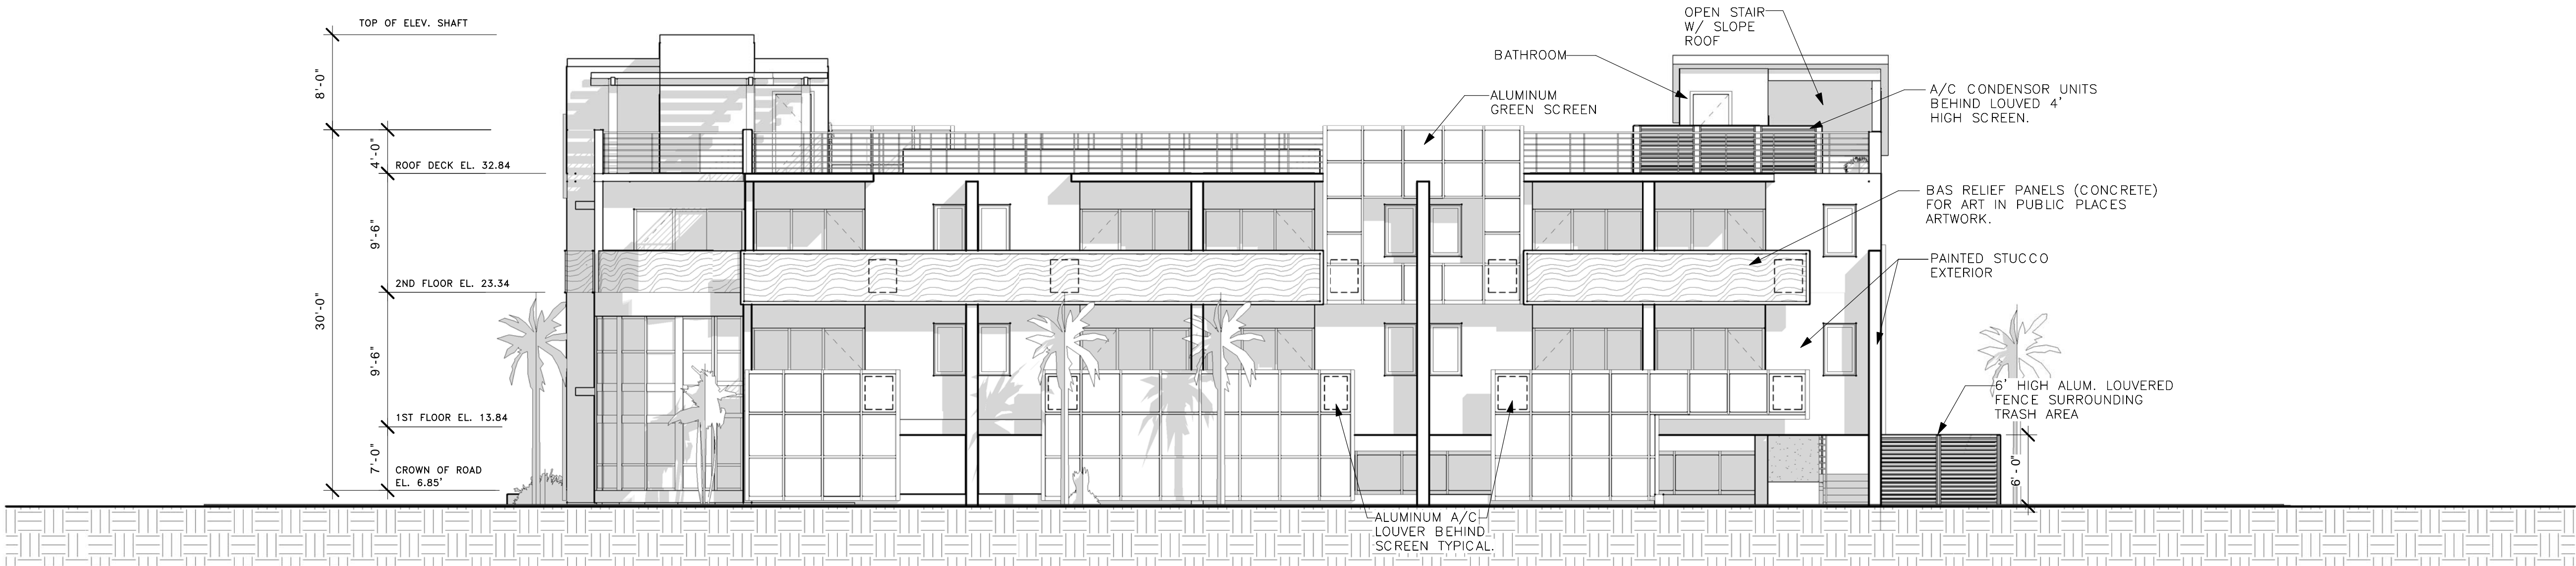 TOP OF ELEV. SHAFT
8'-0"
4'-0"
ROOF DECK EL. 32.84
9'-6"
2ND FLOOR EL. 23.34
30'-0"
9'-6"
1ST FLOOR EL. 13.84
7'-0"
CROWN OF ROAD
EL. 6.85'
OPEN STAIR
W/ SLOPE
ROOF
BATHROOM
ALUMINUM
GREEN SCREEN
A/C CONDENSOR UNITS
BEHIND LOUVED 4'
HIGH SCREEN.
BAS RELIEF PANELS (CONCRETE)
FOR ART IN PUBLIC PLACES
ARTWORK.
PAINTED STUCCO
EXTERIOR
6' HIGH ALUM. LOUVERED
FENCE SURROUNDING
TRASH AREA
6' - 0"
ALUMINUM A/C
LOUVER BEHIND
SCREEN TYPICAL.